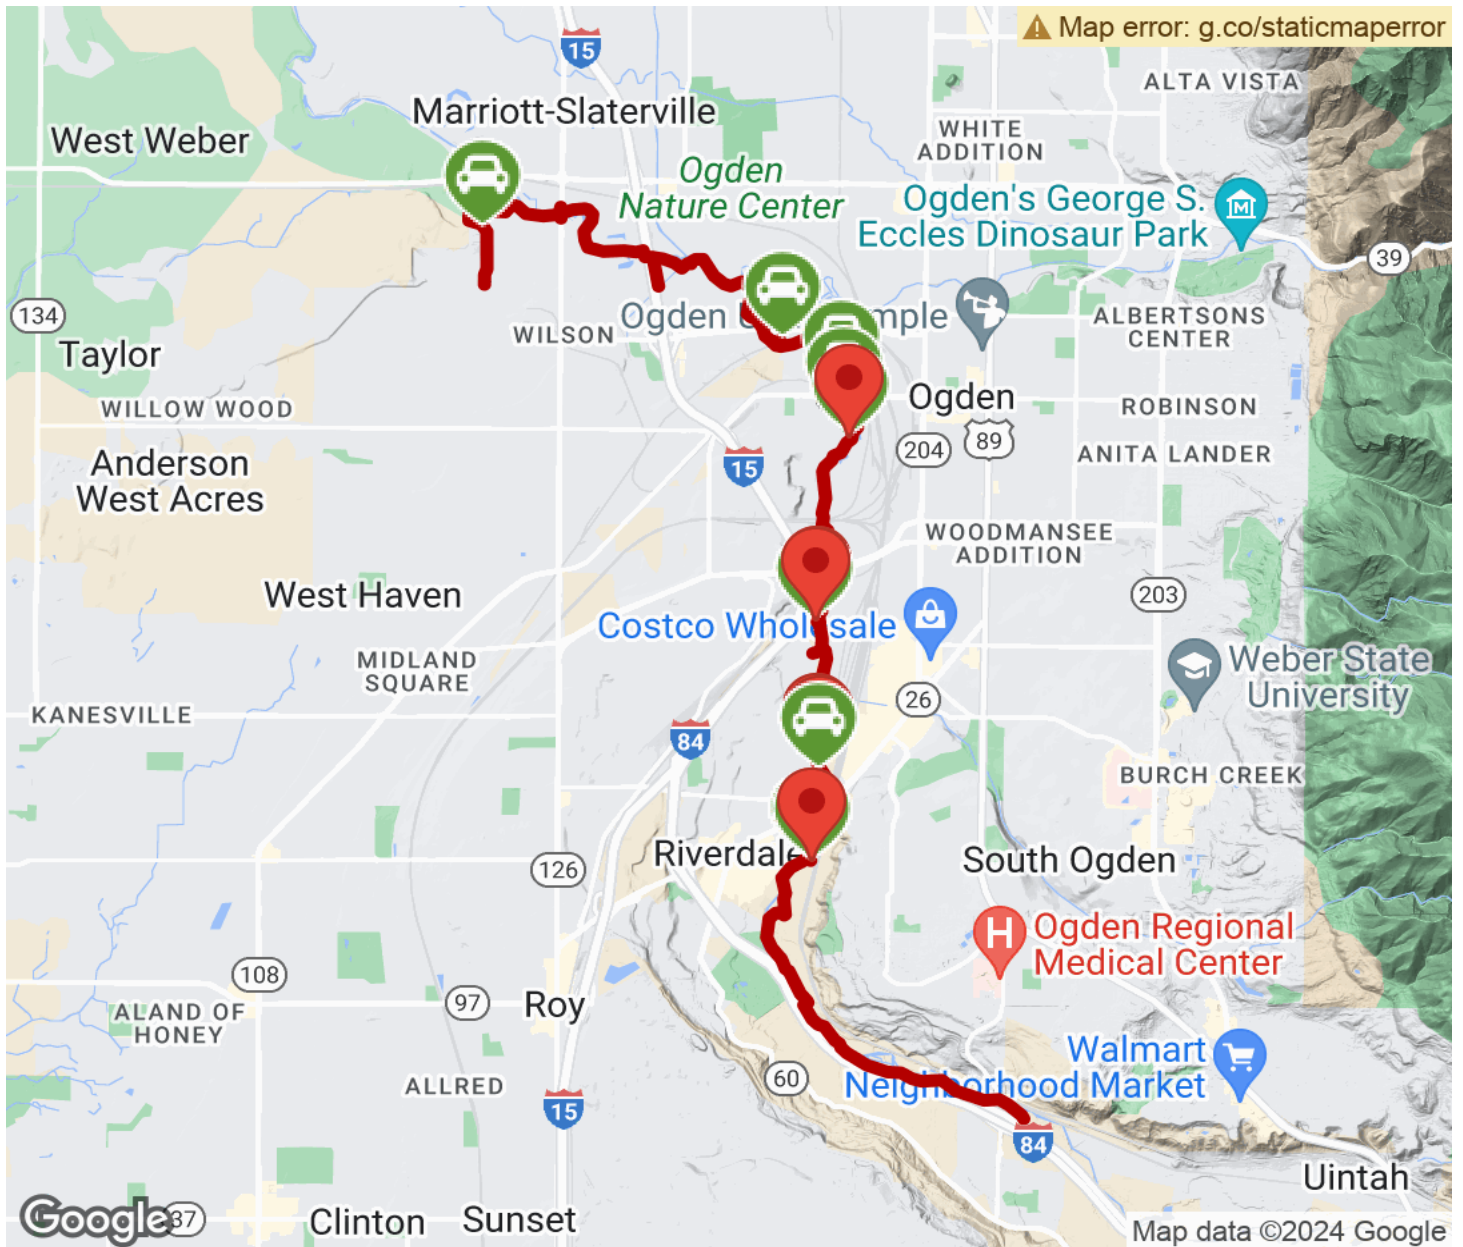 Map error: g.co/staticmaperror
15
ALTA VISTA
Marriott-Slaterville
West Weber
WHITE
ADDITION
Ogden
Nature Center
Ogden's George S.
Eccles Dinosaur Park
M
39
134
Ogden
mple
ALBERTSONS
CENTER
WILSON
Taylor
Ogden
WILLOW WOOD
ROBINSON
204
89
ANITA LANDER
Anderson
West Acres
15
WOODMANSEE
ADDITION
West Haven
203
Costco Wholesale
MIDLAND
SQUARE
Weber State
University
26
KANESVILLE
84
BURCH CREEK
Riverdale
126
South Ogden
H
Ogden Regional
Medical Center
108
97
Roy
ALAND OF
HONEY
Walmart
Neighborhood Market
60
ALLRED
15
84
Uintah
Google
37
Clinton
Sunset
Map data ©2024 Google